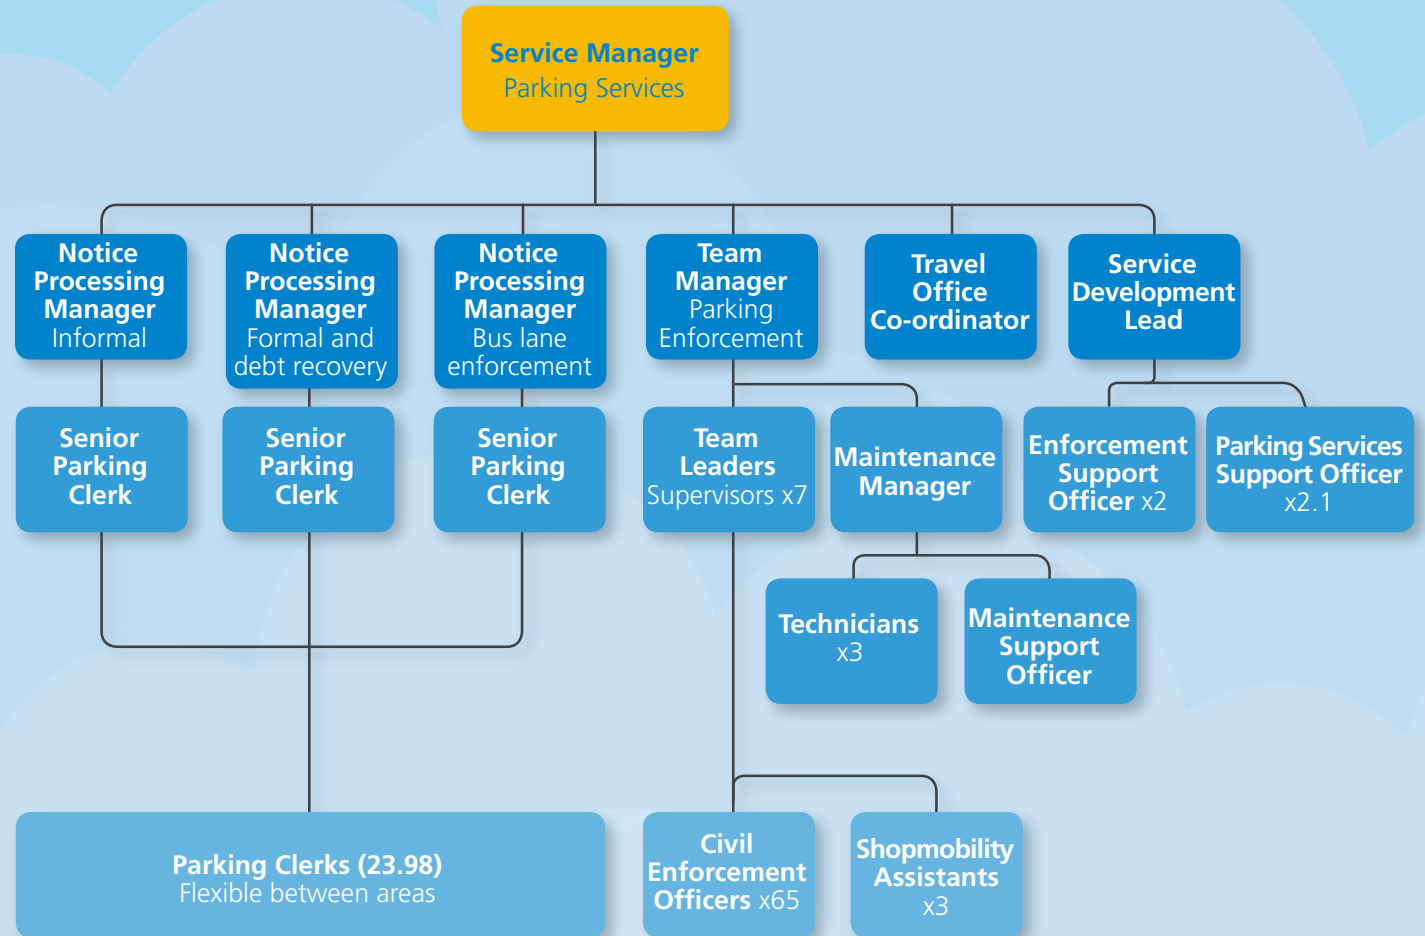 Service Manager
Parking Services
Notice
Processing
Manager
Informal
Notice
Processing
Manager
Formal and
debt recovery
Notice
Processing
Manager
Bus lane
enforcement
Team
Manager
Parking
Enforcement
Travel
Office
Co-ordinator
Service
Development
Lead
Senior
Parking
Clerk
Senior
Parking
Clerk
Senior
Parking
Clerk
Team
Leaders
Supervisors x7
Maintenance
Manager
Enforcement
Support
Officer x2
Parking Services
Support Officer
x2.1
Technicians
x3
Maintenance
Support
Officer
Parking Clerks (23.98)
Flexible between areas
Civil
Enforcement
Officers x65
Shopmobility
Assistants
x3